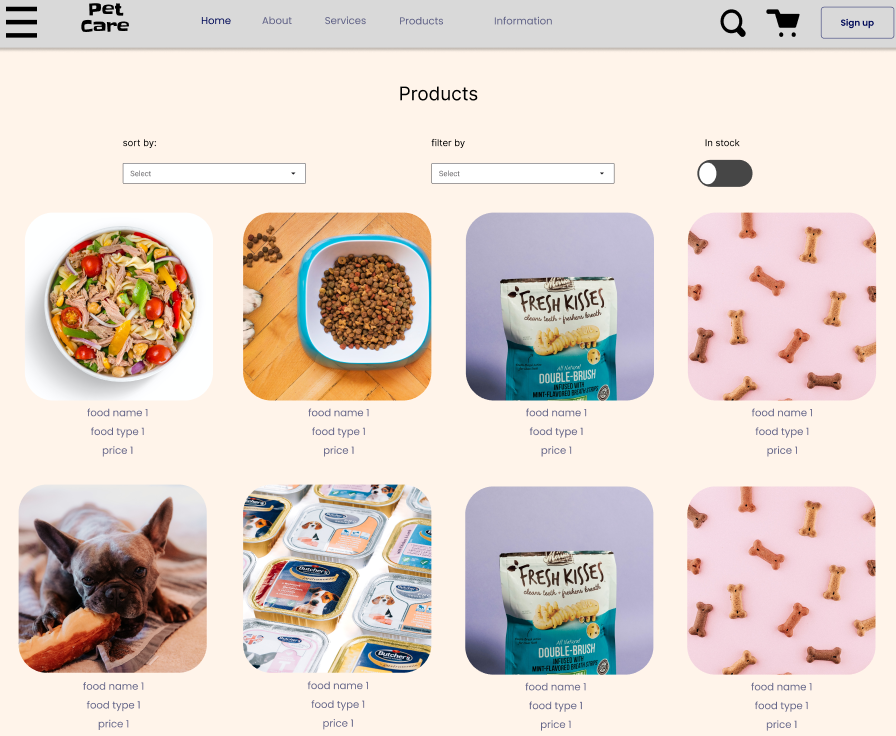 Pet
Care
Home About Services Products Information Sign up
Products
sort by: filter by In stock
Select Select
FRESH KISSES
cleans teeth + freshens breath
All Natural
DOUBLE-BRUSH
INFUSED WITH
MINT-FLAVORED BREATH STRIPS
food name 1 food name 1 food name 1 food name 1
food type 1 food type 1 food type 1 food type 1
price 1 price 1 price 1 price 1
Butcher's
Butcher's
FRESH KISSES
cleans teeth + freshens breath
All Natural
DOUBLE-BRUSH
INFUSED WITH
MINT-FLAVORED BREATH STRIPS
food name 1 food name 1 food name 1 food name 1
food type 1 food type 1 food type 1 food type 1
price 1 price 1 price 1 price 1